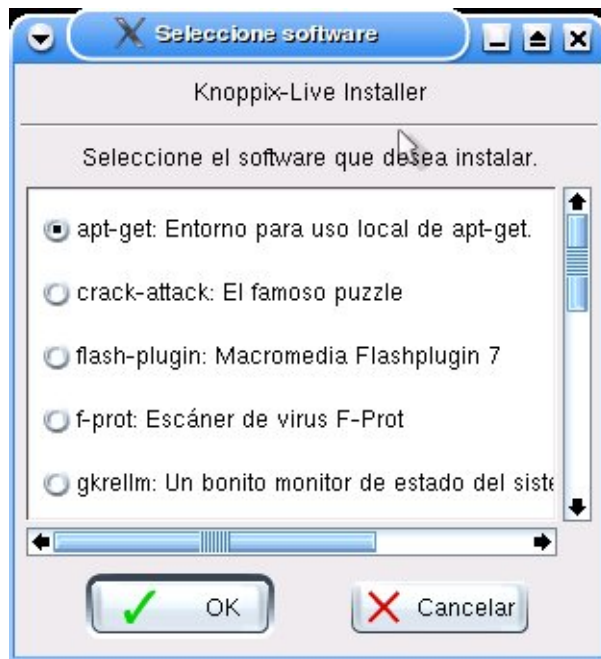 Seleccione software
Knoppix-Live Installer
Seleccione el software que desea instalar.
apt-get: Entorno para uso local de apt-get.
crack-attack: El famoso puzzle
flash-plugin: Macromedia Flashplugin 7
f-prot: Escáner de virus F-Prot
gkrellm: Un bonito monitor de estado del siste
OK
Cancelar